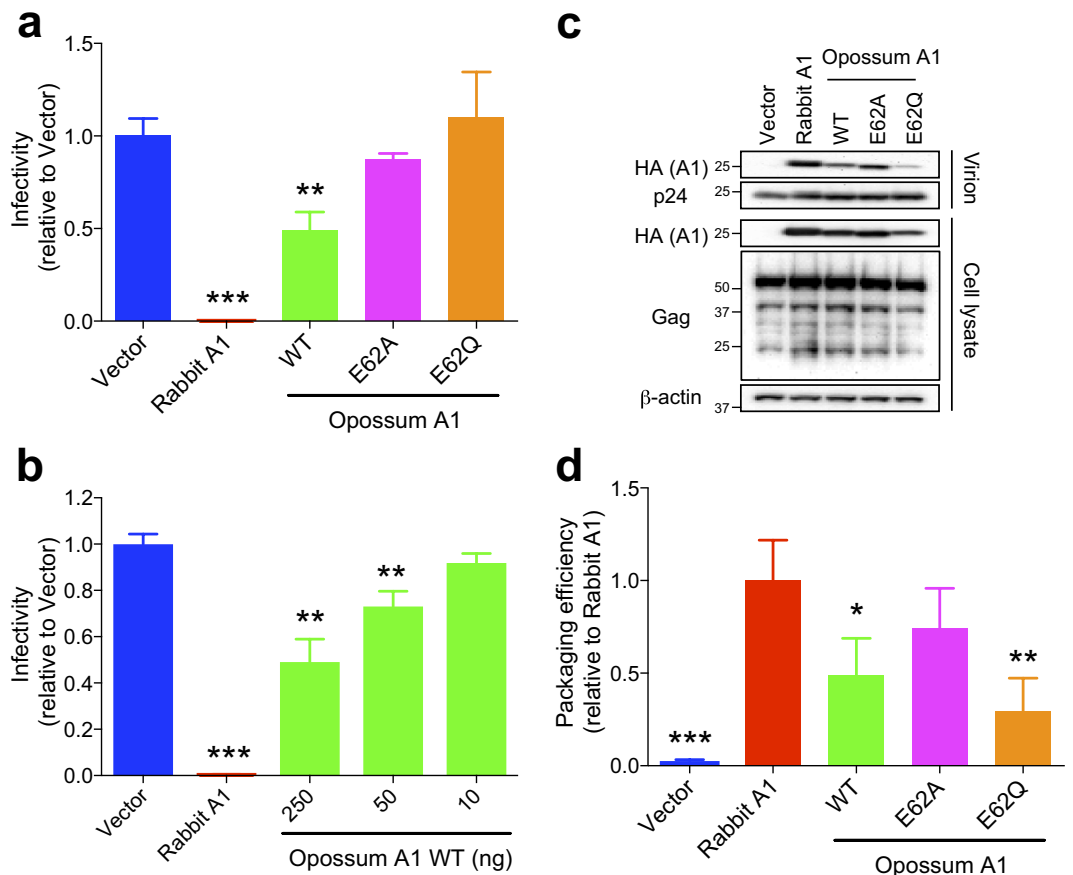 a
Infectivity
(relative to Vector)
1.5
1.0
0.5
0.0
***
**
Vector
Rabbit A1
WT
E62A
E62Q
Opossum A1
b
Infectivity
(relative to Vector)
1.2
1.0
0.8
0.6
0.4
0.2
0.0
***
**
**
Vector
Rabbit A1
250
50
10
Opossum A1 WT (ng)
c
Opossum A1
Vector
Rabbit A1
WT
E62A
E62Q
HA (A1) 25
p24 25
Virion
HA (A1) 25
Gag
50
37
25
β-actin
37
Cell lysate
d
Packaging efficiency
(relative to Rabbit A1)
1.5
1.0
0.5
0.0
***
*
**
Vector
Rabbit A1
WT
E62A
E62Q
Opossum A1